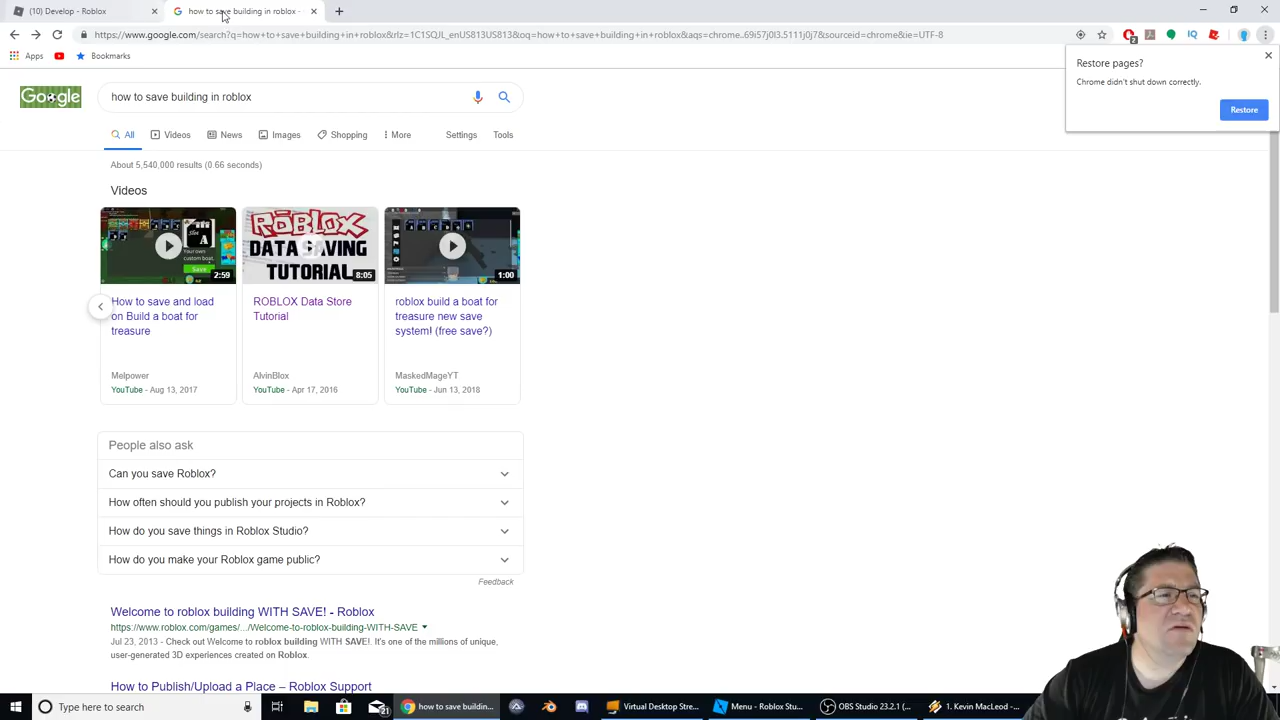 (10) Develop - Roblox
how to save building in roblox -
https://www.google.com/search?q=how+to+save+building+in+roblox&rlz=1C1SQJL_enUS813US813&oq=how+to+save+building+in+roblox&aqs=chrome..69i57j0l3.5111j0j7&sourceid=chrome&ie=UTF-8
Apps
Bookmarks
Restore pages?
Chrome didn't shut down correctly.
Restore
Google
how to save building in roblox
All Videos News Images Shopping More Settings Tools
About 5,540,000 results (0.66 seconds)
Videos
2:59
ROBLOX
DATA SAVING
TUTORIAL
8:05
1:00
How to save and load
on Build a boat for
treasure
Melpower
YouTube - Aug 13, 2017
ROBLOX Data Store
Tutorial
AlvinBlox
YouTube - Apr 17, 2016
roblox build a boat for
treasure new save
system! (free save?)
MaskedMageYT
YouTube - Jun 13, 2018
People also ask
Can you save Roblox?
How often should you publish your projects in Roblox?
How do you save things in Roblox Studio?
How do you make your Roblox game public?
Feedback
Welcome to roblox building WITH SAVE! - Roblox
https://www.roblox.com/games/.../Welcome-to-roblox-building-WITH-SAVE
Jul 23, 2013 - Check out Welcome to roblox building WITH SAVE!. It's one of the millions of unique,
user-generated 3D experiences created on Roblox.
How to Publish/Upload a Place – Roblox Support
Type here to search
21
how to save buildin...
Virtual Desktop Stre...
Menu - Roblox Stu...
OBS Studio 23.2.1 (...
1. Kevin MacLeod -...